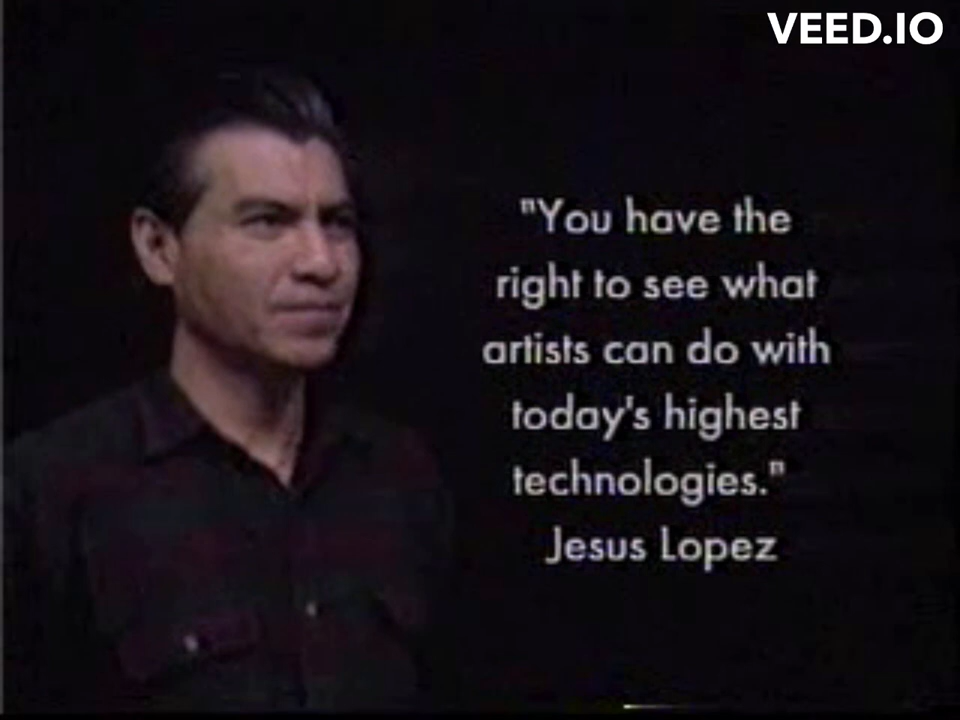 VEED.IO
"You have the
right to see what
artists can do with
today's highest
technologies."
Jesus Lopez